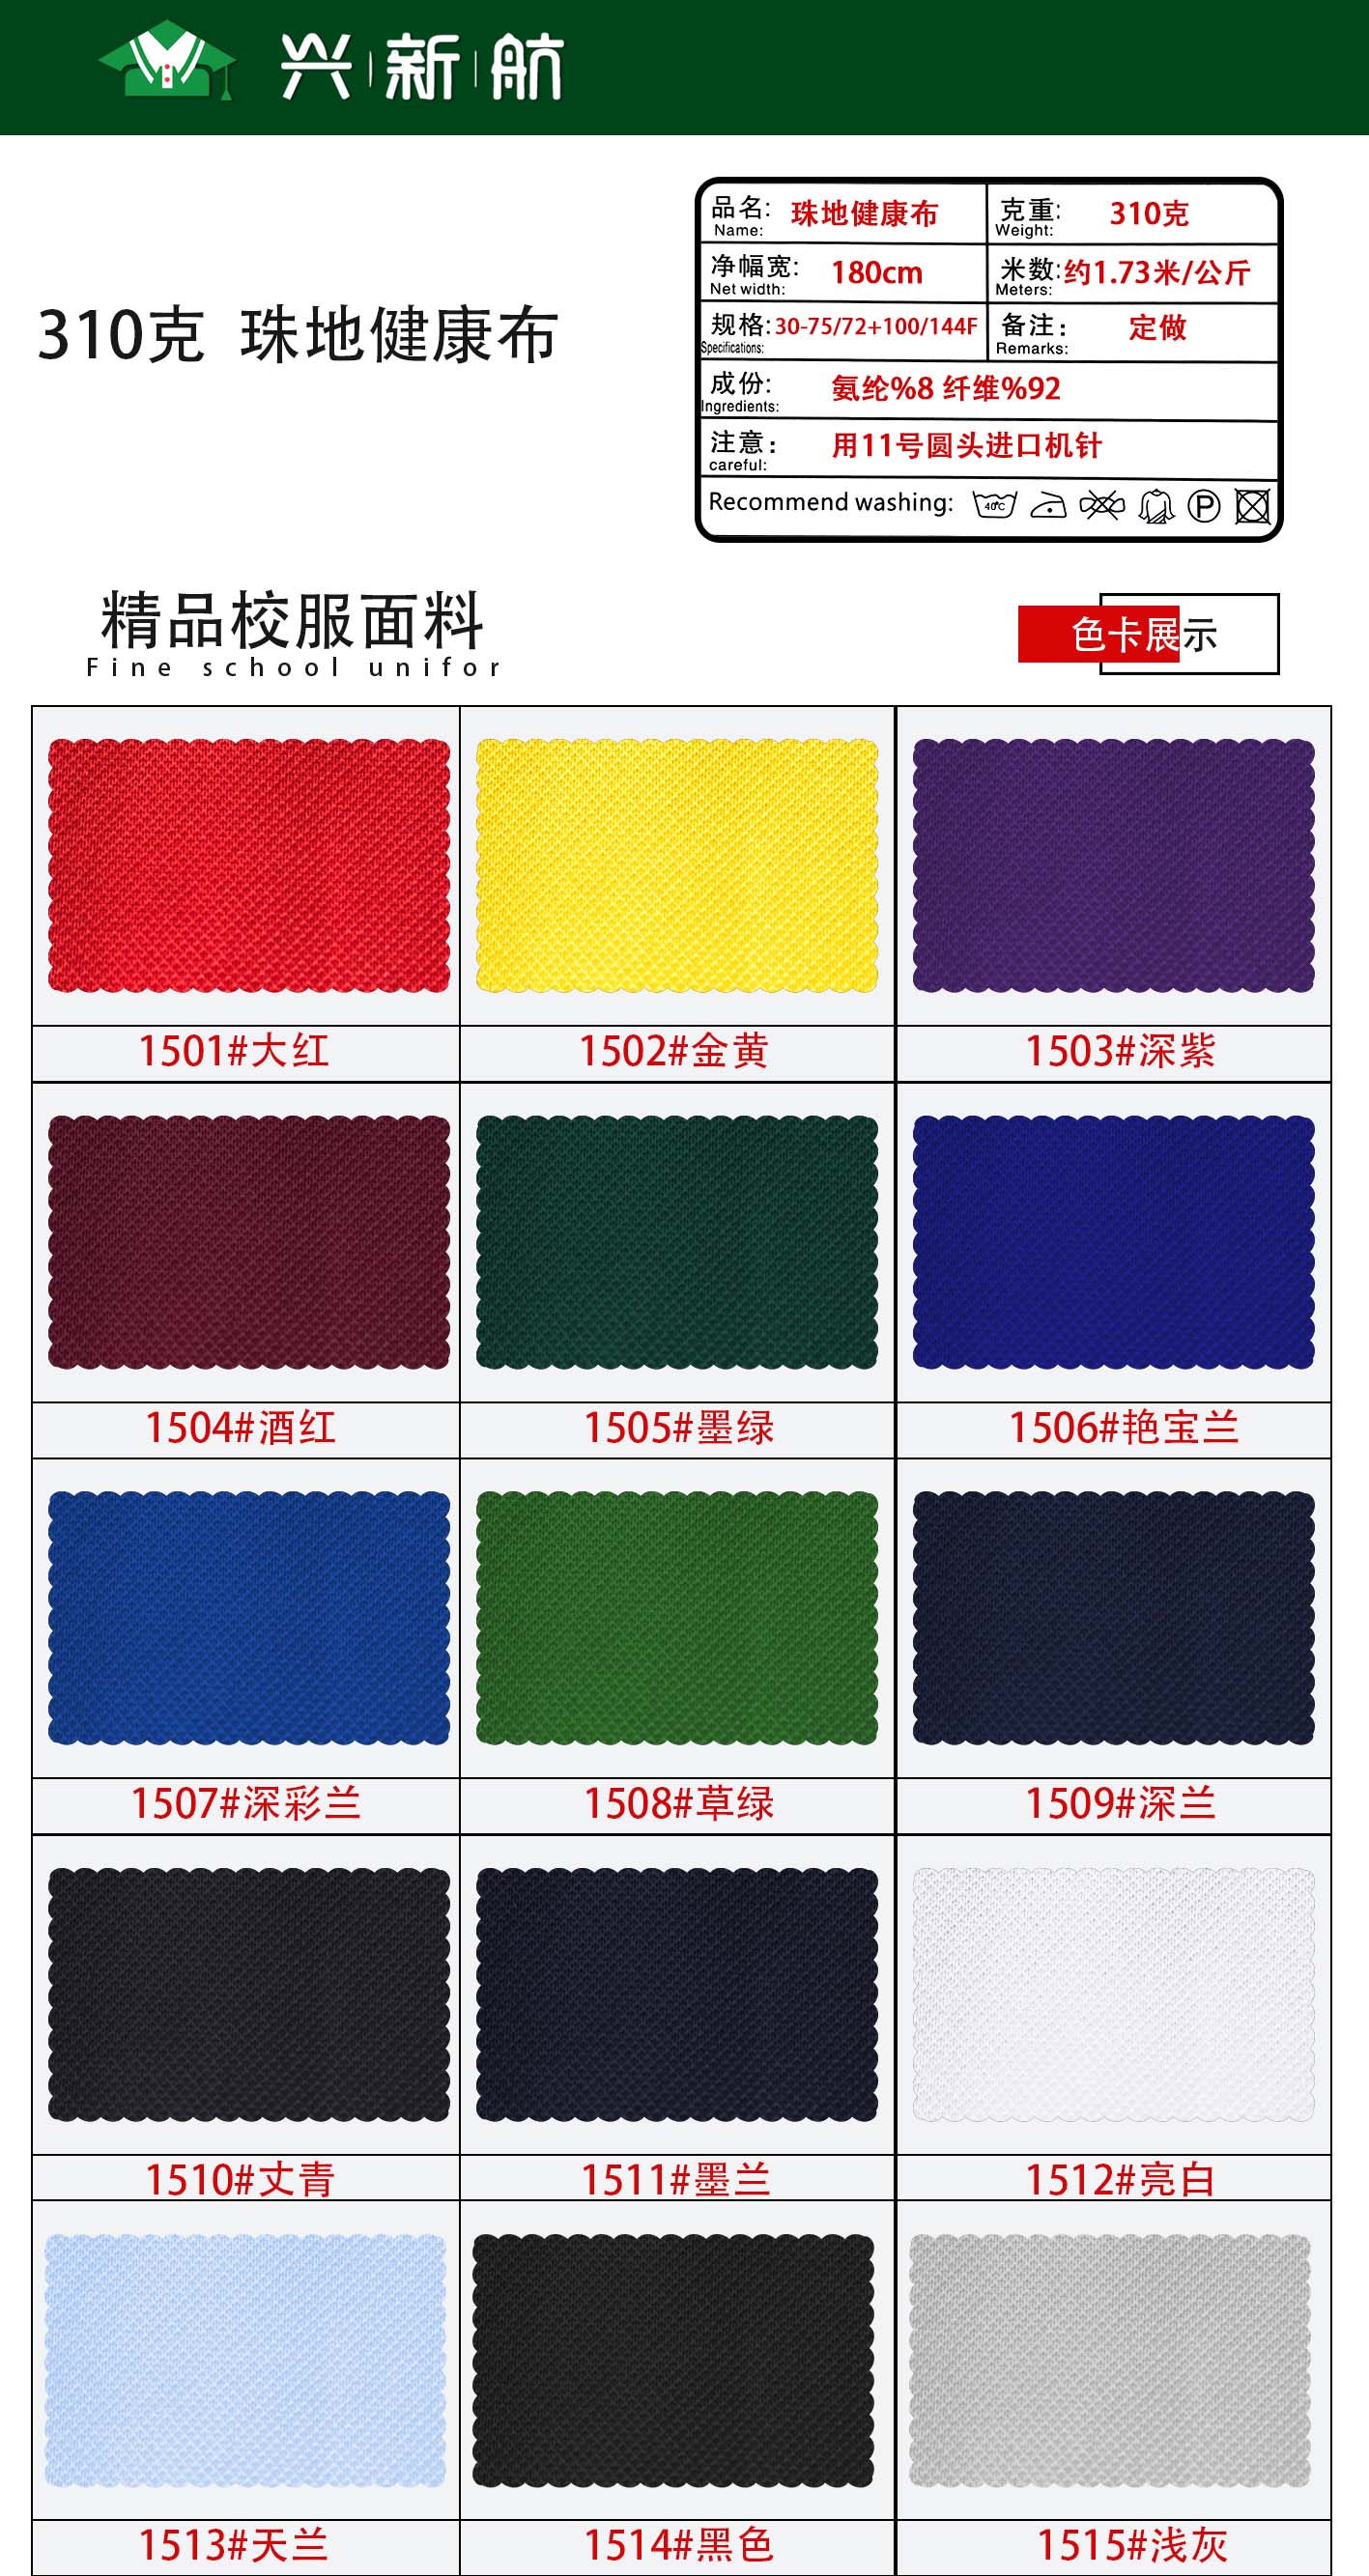 兴新航
品名: 珠地健康布 克重: 310克
Name: Weight:
净幅宽: 180cm 米数:约1.73米/公斤
Net width: Meters:
310克 珠地健康布
规格:30-75/72+100/144F 备注: 定做
Specifications: Remarks:
成份: 氨纶%8 纤维%92
Ingredients:
注意: 用11号圆头进口机针
careful:
Recommend washing: 40℃ P
精品校服面料
Fine school unifor
色卡展示
1501#大红 1502#金黄 1503#深紫
1504#酒红 1505#墨绿 1506#艳宝兰
1507#深彩兰 1508#草绿 1509#深兰
1510#丈青 1511#墨兰 1512#亮白
1513#天兰 1514#黑色 1515#浅灰